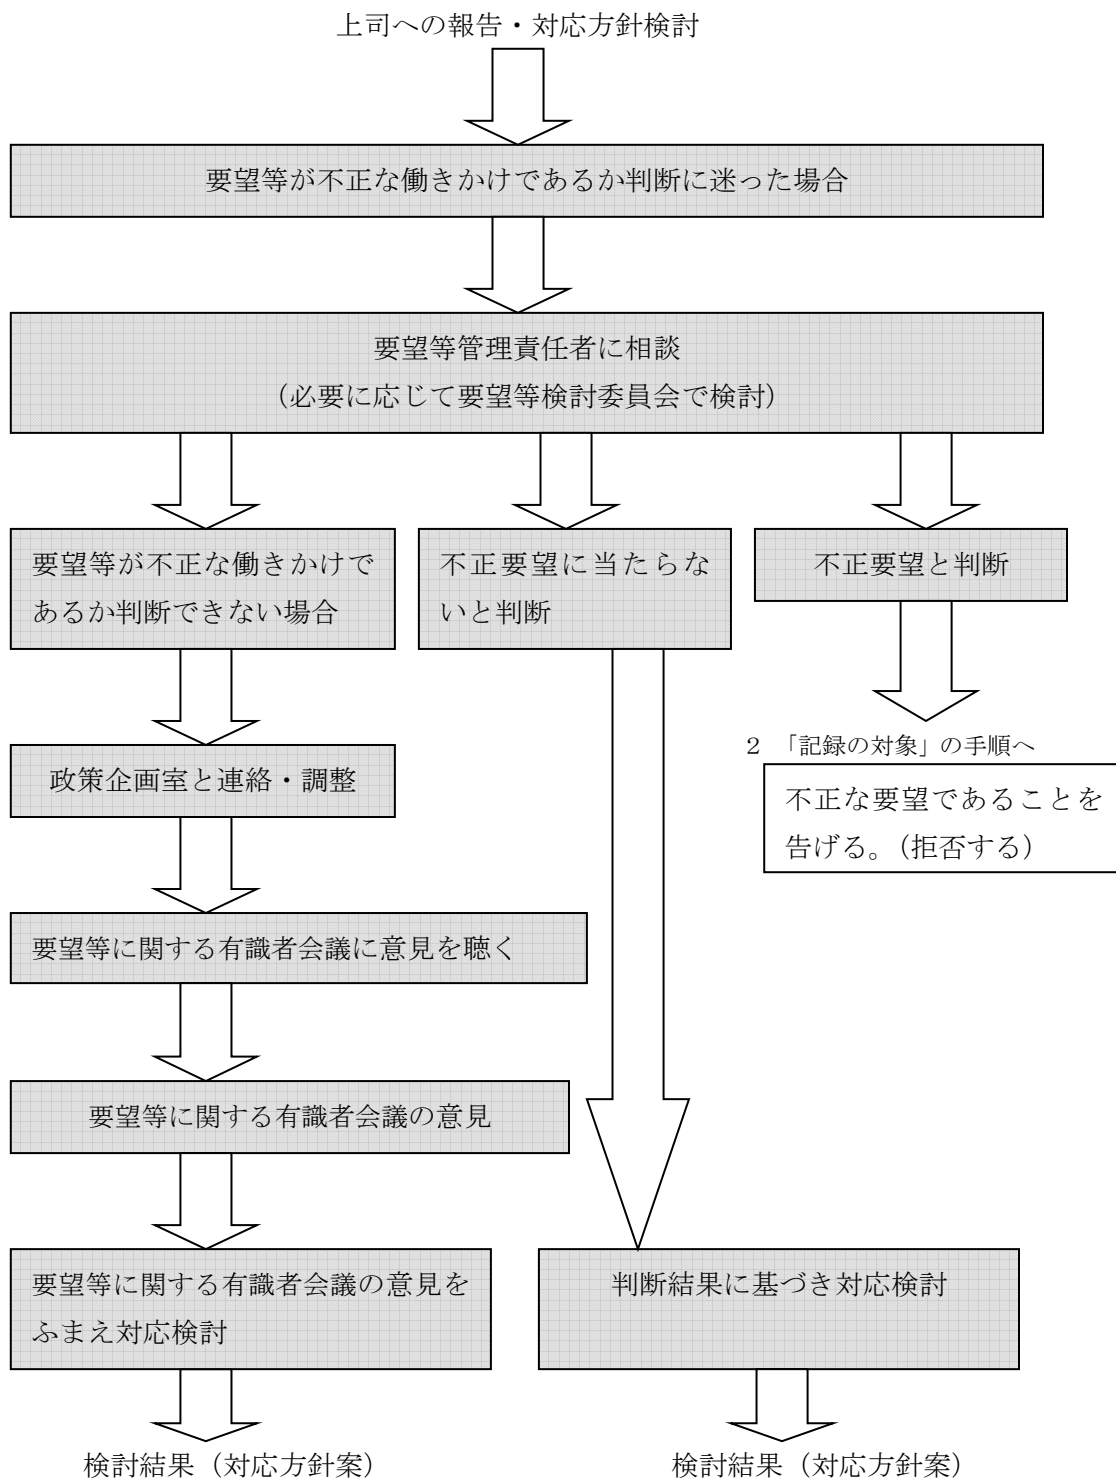 上司への報告・対応方針検討
要望等が不正な働きかけであるか判断に迷った場合
要望等管理責任者に相談
（必要に応じて要望等検討委員会で検討）
要望等が不正な働きかけで
あるか判断できない場合
不正要望に当たらな
いと判断
不正要望と判断
２　「記録の対象」の手順へ
不正な要望であることを
告げる。（拒否する）
政策企画室と連絡・調整
要望等に関する有識者会議に意見を聴く
要望等に関する有識者会議の意見
要望等に関する有識者会議の意見を
ふまえ対応検討
判断結果に基づき対応検討
検討結果（対応方針案）
検討結果（対応方針案）